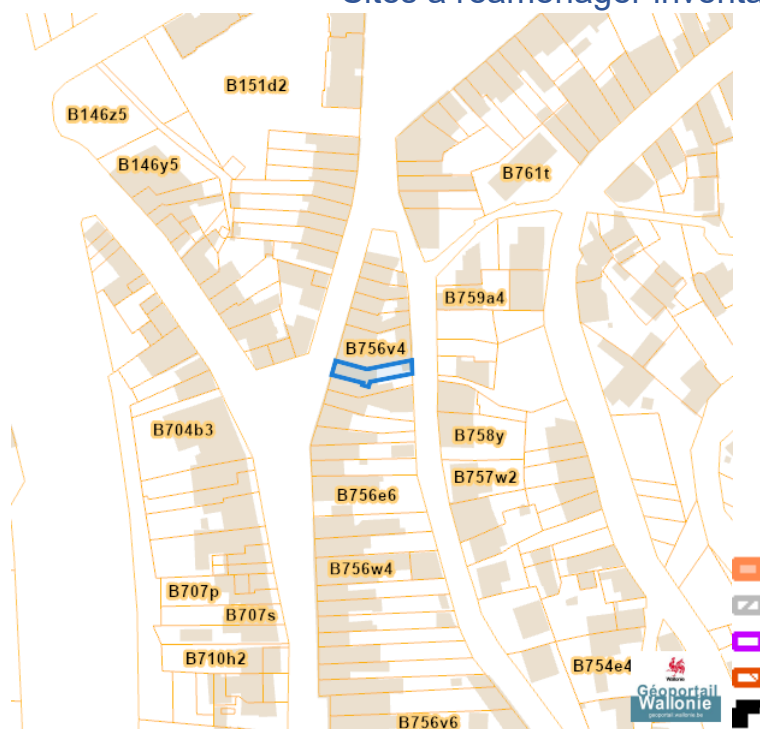 Sites à réaménager inventa
B151d2
B146z5
B146y5
B761t
B759a4
B756v4
B704b3
B758y
B757w2
B756e6
B756w4
B707p
B707s
B710h2
B754e4
B756v6
Wallonie
Géoportail
Wallonie
geoportail.wallonie.be